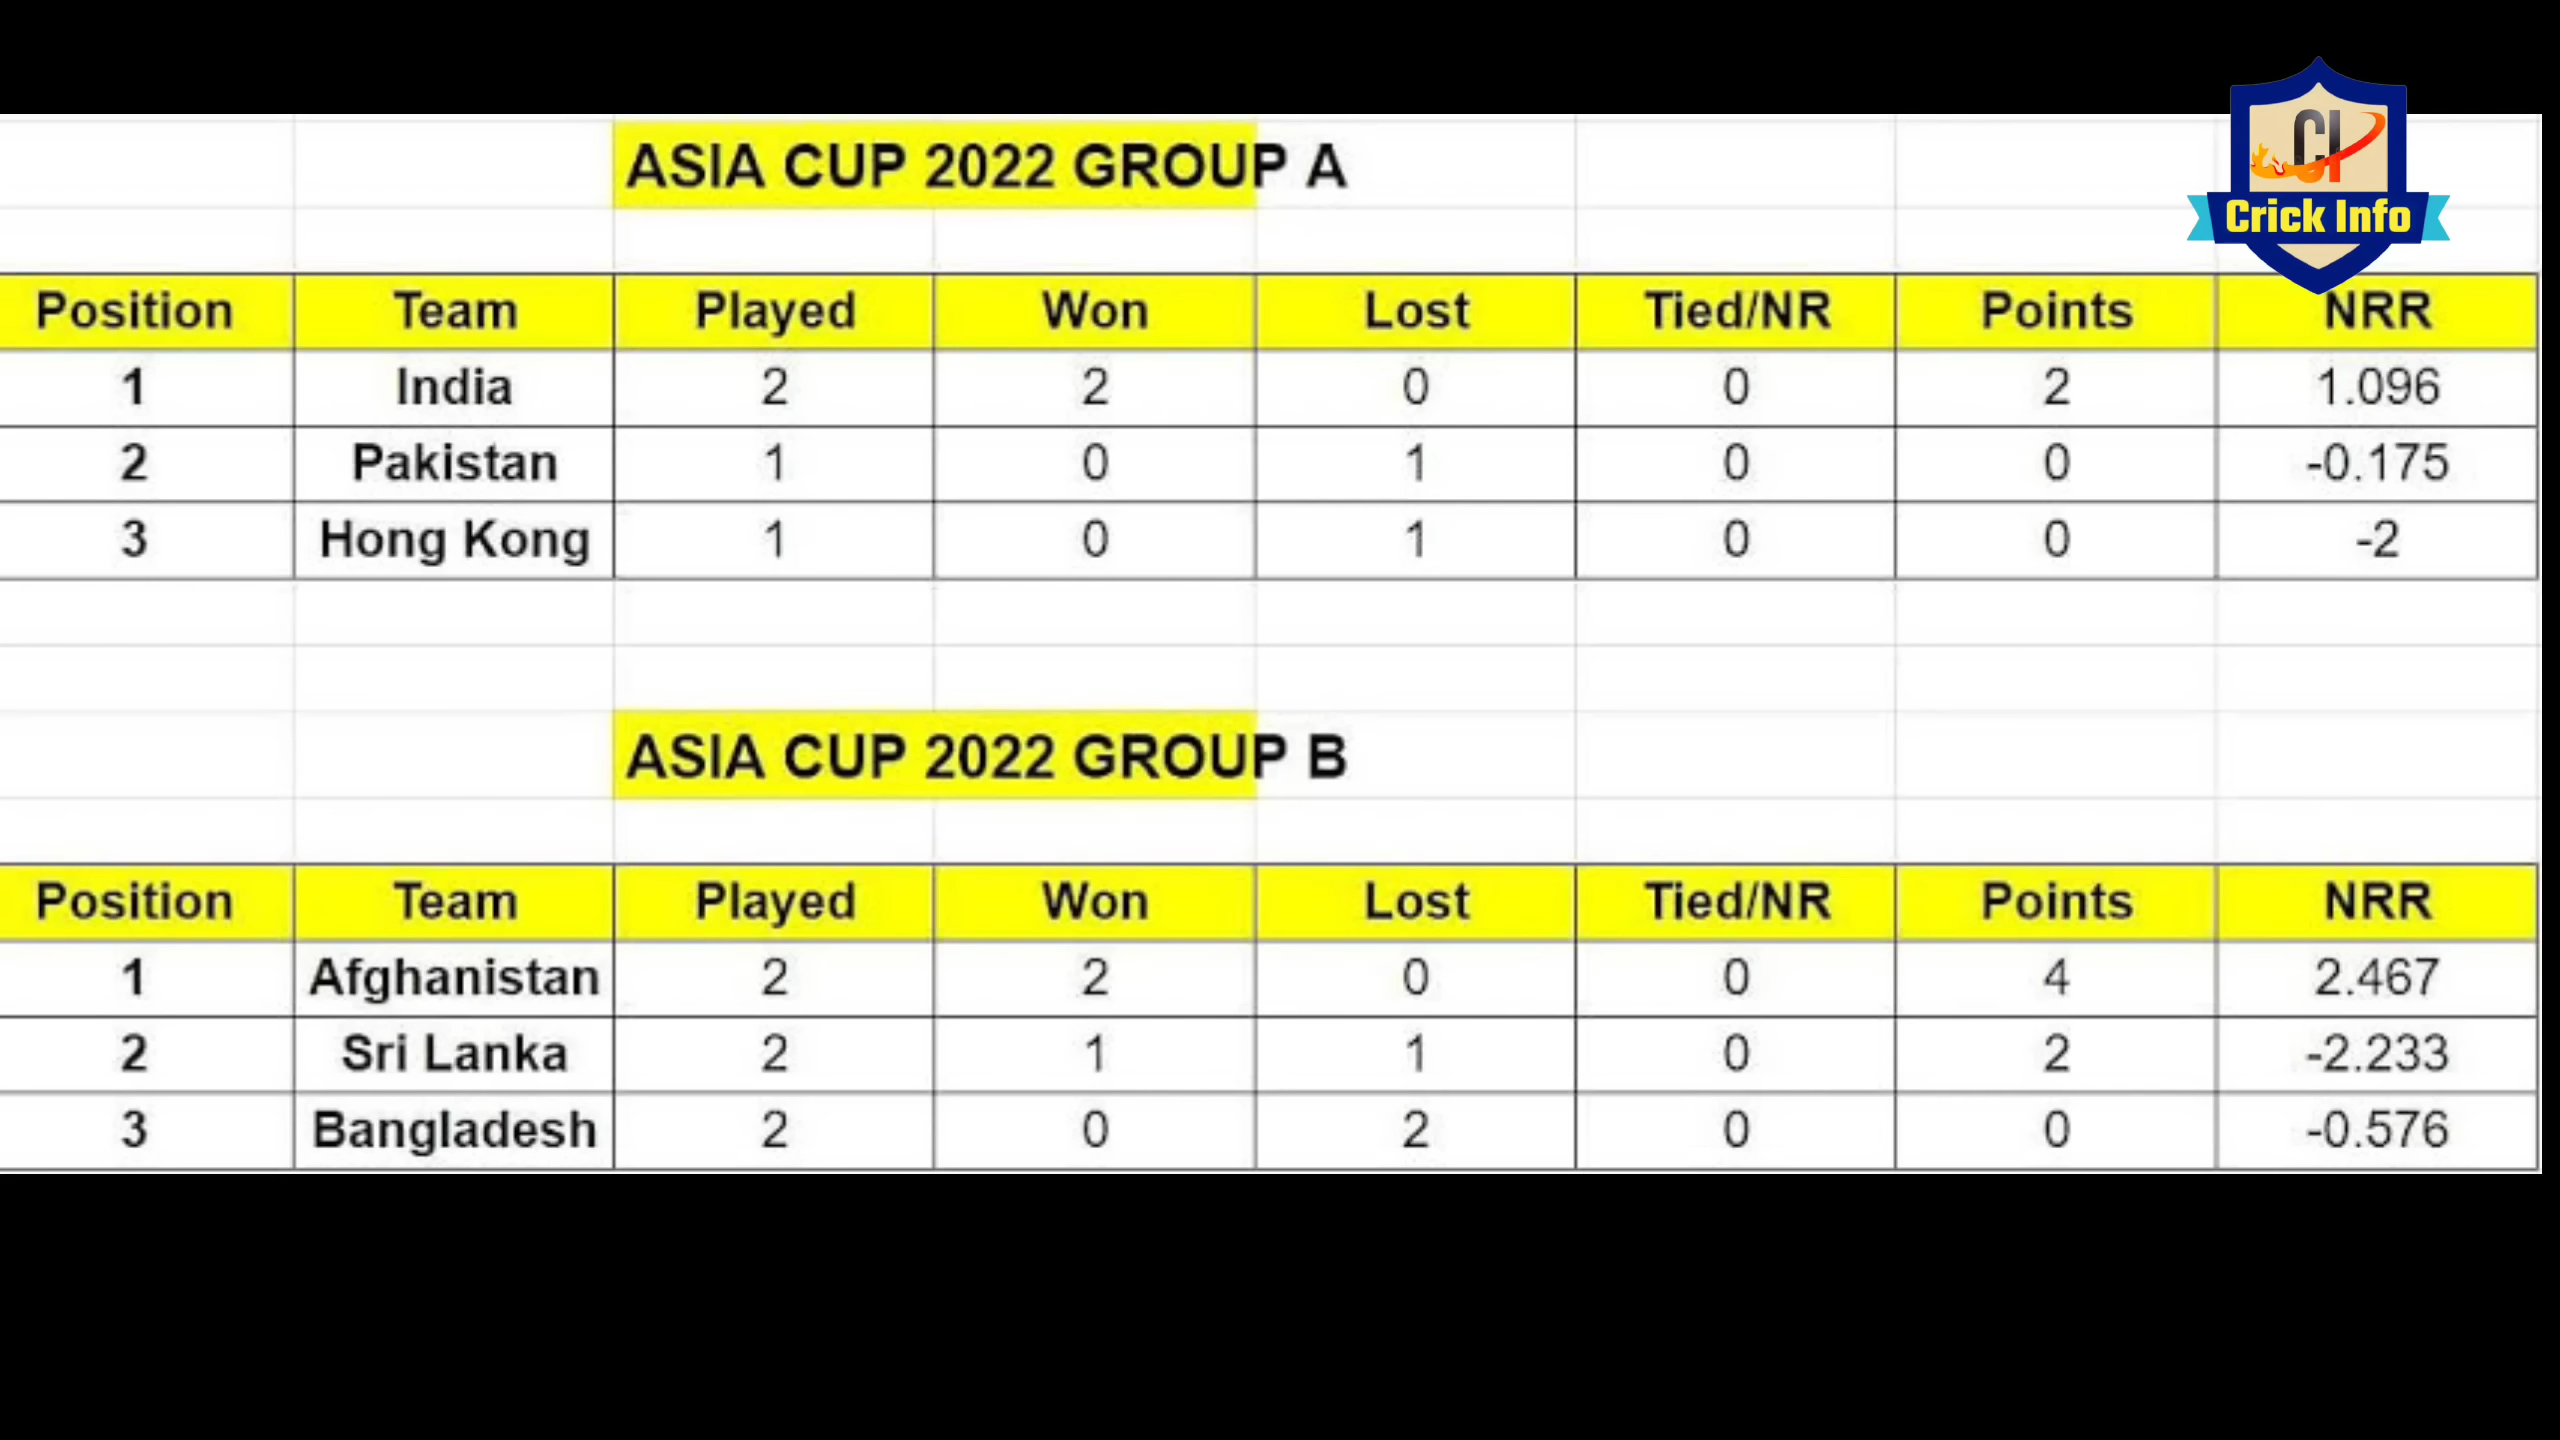 ASIA CUP 2022 GROUP A
CI
Crick Info
Position Team Played Won Lost Tied/NR Points NRR
1 India 2 2 0 0 2 1.096
2 Pakistan 1 0 1 0 0 -0.175
3 Hong Kong 1 0 1 0 0 -2
ASIA CUP 2022 GROUP B
Position Team Played Won Lost Tied/NR Points NRR
1 Afghanistan 2 2 0 0 4 2.467
2 Sri Lanka 2 1 1 0 2 -2.233
3 Bangladesh 2 0 2 0 0 -0.576